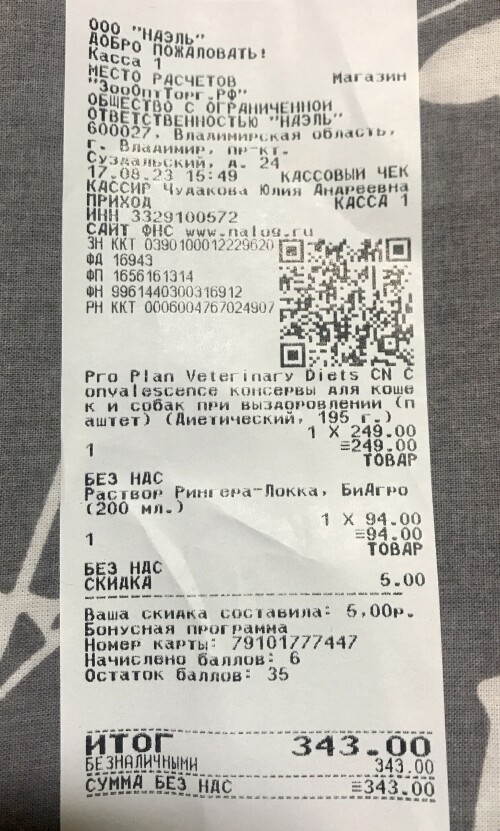 ООО "НАЭЛЬ"
ДОБРО ПОЖАЛОВАТЬ!
Касса 1
МЕСТО РАСЧЕТОВ Магазин
"ЗооОптТорг.РФ"
ОБЩЕСТВО С ОГРАНИЧЕННОЙ
ОТВЕТСТВЕННОСТЬЮ "НАЭЛЬ"
600027, Владимирская область,
г. Владимир, пр-кт.
Суздальский, д. 24
17.08.23 15:49 КАССОВЫЙ ЧЕК
КАССИР Чудакова Юлия Андреевна
ПРИХОД КАССА 1
ИНН 3329100572
САЙТ ФНС www.nalog.ru
ЗН ККТ 0390100012229620
ФД 16943
ФП 1656161314
ФН 9961440300316912
РН ККТ 0006004767024907
Pro Plan Veterinary Diets CN C
onvalescence консервы для коше
к и собак при выздоровлении (п
аштет) (Диетический, 195 г.)
1 X 249.00
1 ≡249.00
ТОВАР
БЕЗ НДС
Раствор Рингера-Локка, БиАгро
(200 мл.)
1 X 94.00
1 ≡94.00
ТОВАР
БЕЗ НДС
СКИДКА 5.00
Ваша скидка составила: 5,00р.
Бонусная программа
Номер карты: 79101777447
Начислено баллов: 6
Остаток баллов: 35
ИТОГ 343.00
БЕЗНАЛИЧНЫМИ 343.00
СУММА БЕЗ НДС ≡343.00